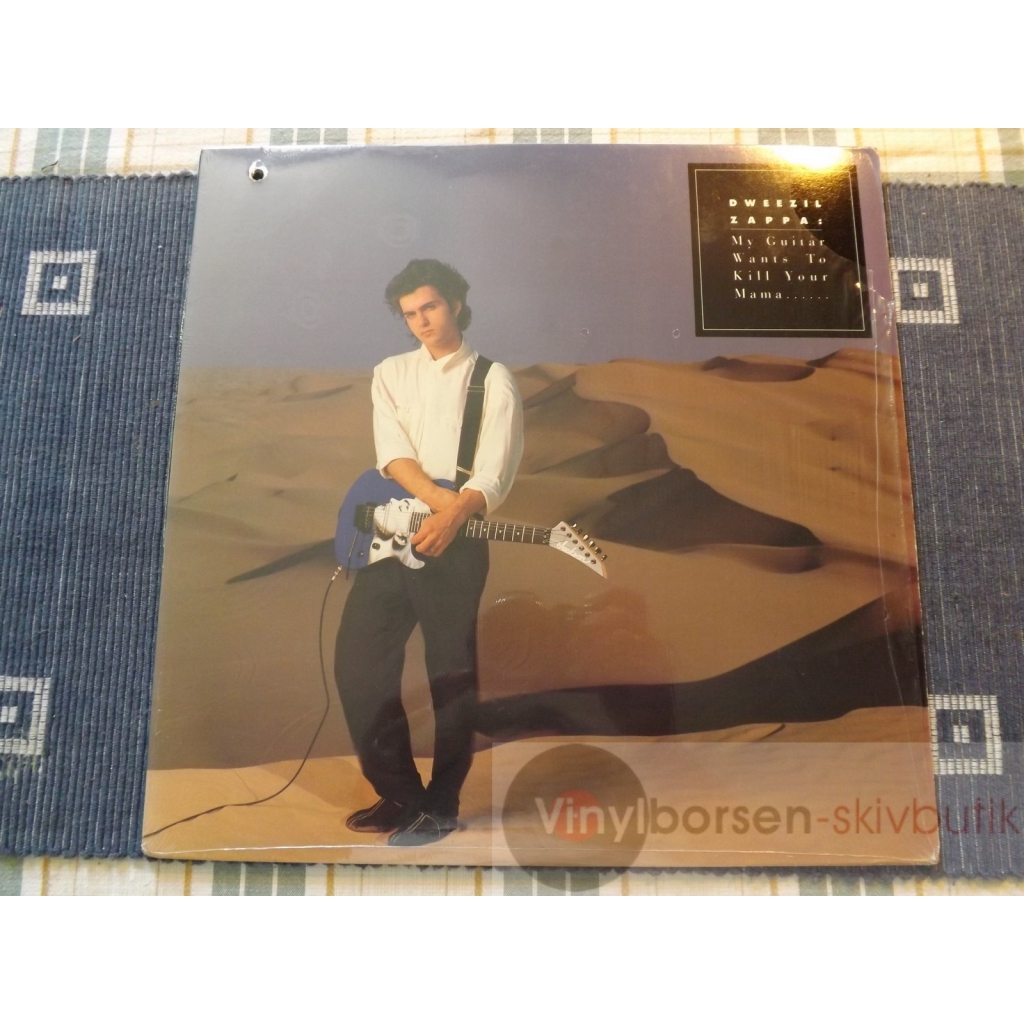 DWEEZIL
ZAPPA:
My Guitar
Wants To
Kill Your
Mama......
Vinylborsen-skivbutik